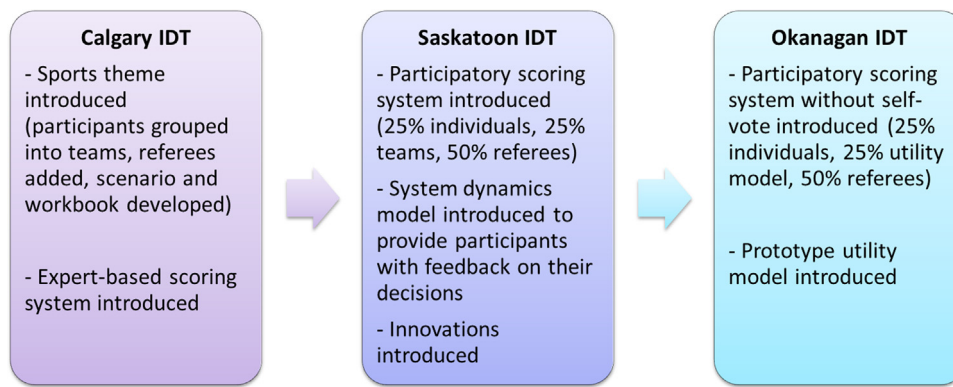 Calgary IDT
- Sports theme
introduced
(participants grouped
into teams, referees
added, scenario and
workbook developed)
- Expert-based scoring
system introduced
Saskatoon IDT
- Participatory scoring
system introduced
(25% individuals, 25%
teams, 50% referees)
- System dynamics
model introduced to
provide participants
with feedback on their
decisions
- Innovations
introduced
Okanagan IDT
- Participatory scoring
system without self-
vote introduced (25%
individuals, 25% utility
model, 50% referees)
- Prototype utility
model introduced